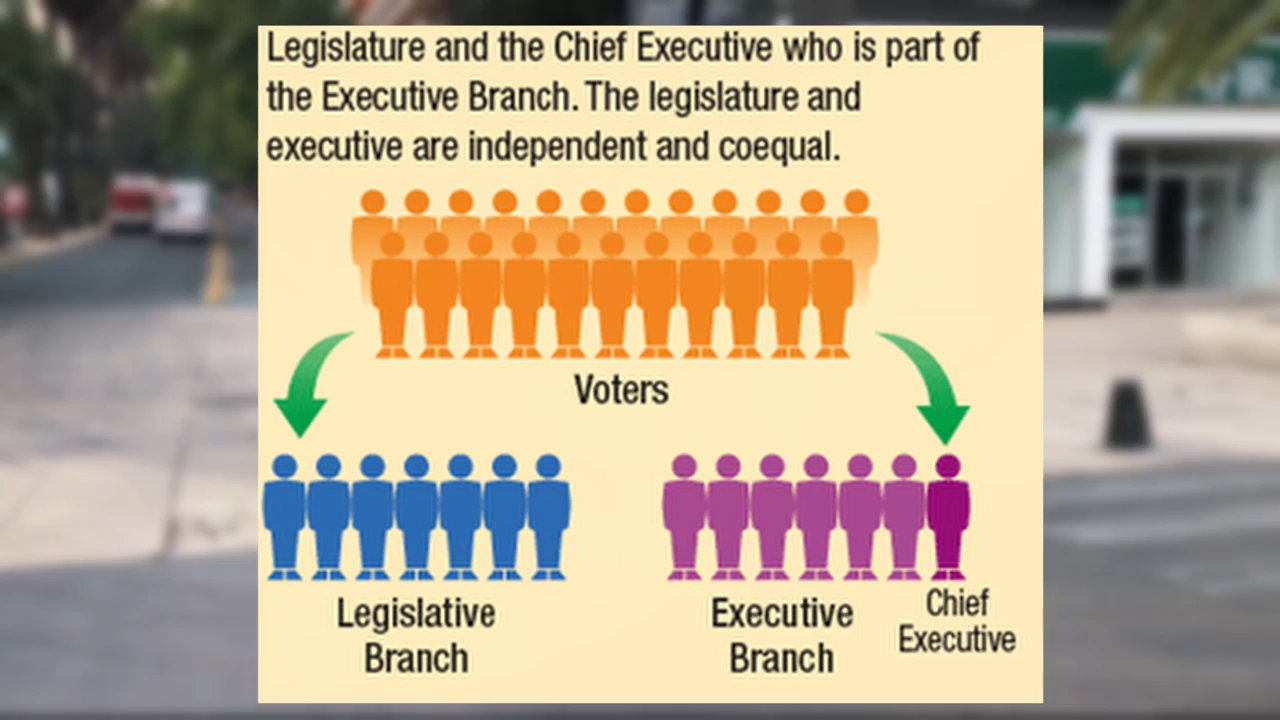 Legislature and the Chief Executive who is part of
the Executive Branch. The legislature and
executive are independent and coequal.
Voters
Legislative
Branch
Executive
Branch
Chief
Executive